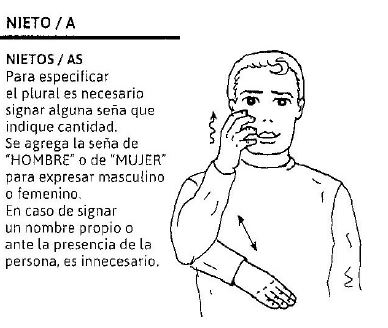 NIETO / A
NIETOS / AS
Para especificar
el plural es necesario
signar alguna seña que
indique cantidad.
Se agrega la seña de
"HOMBRE" o de "MUJER"
para expresar masculino
o femenino.
En caso de signar
un nombre propio o
ante la presencia de la
persona, es innecesario.